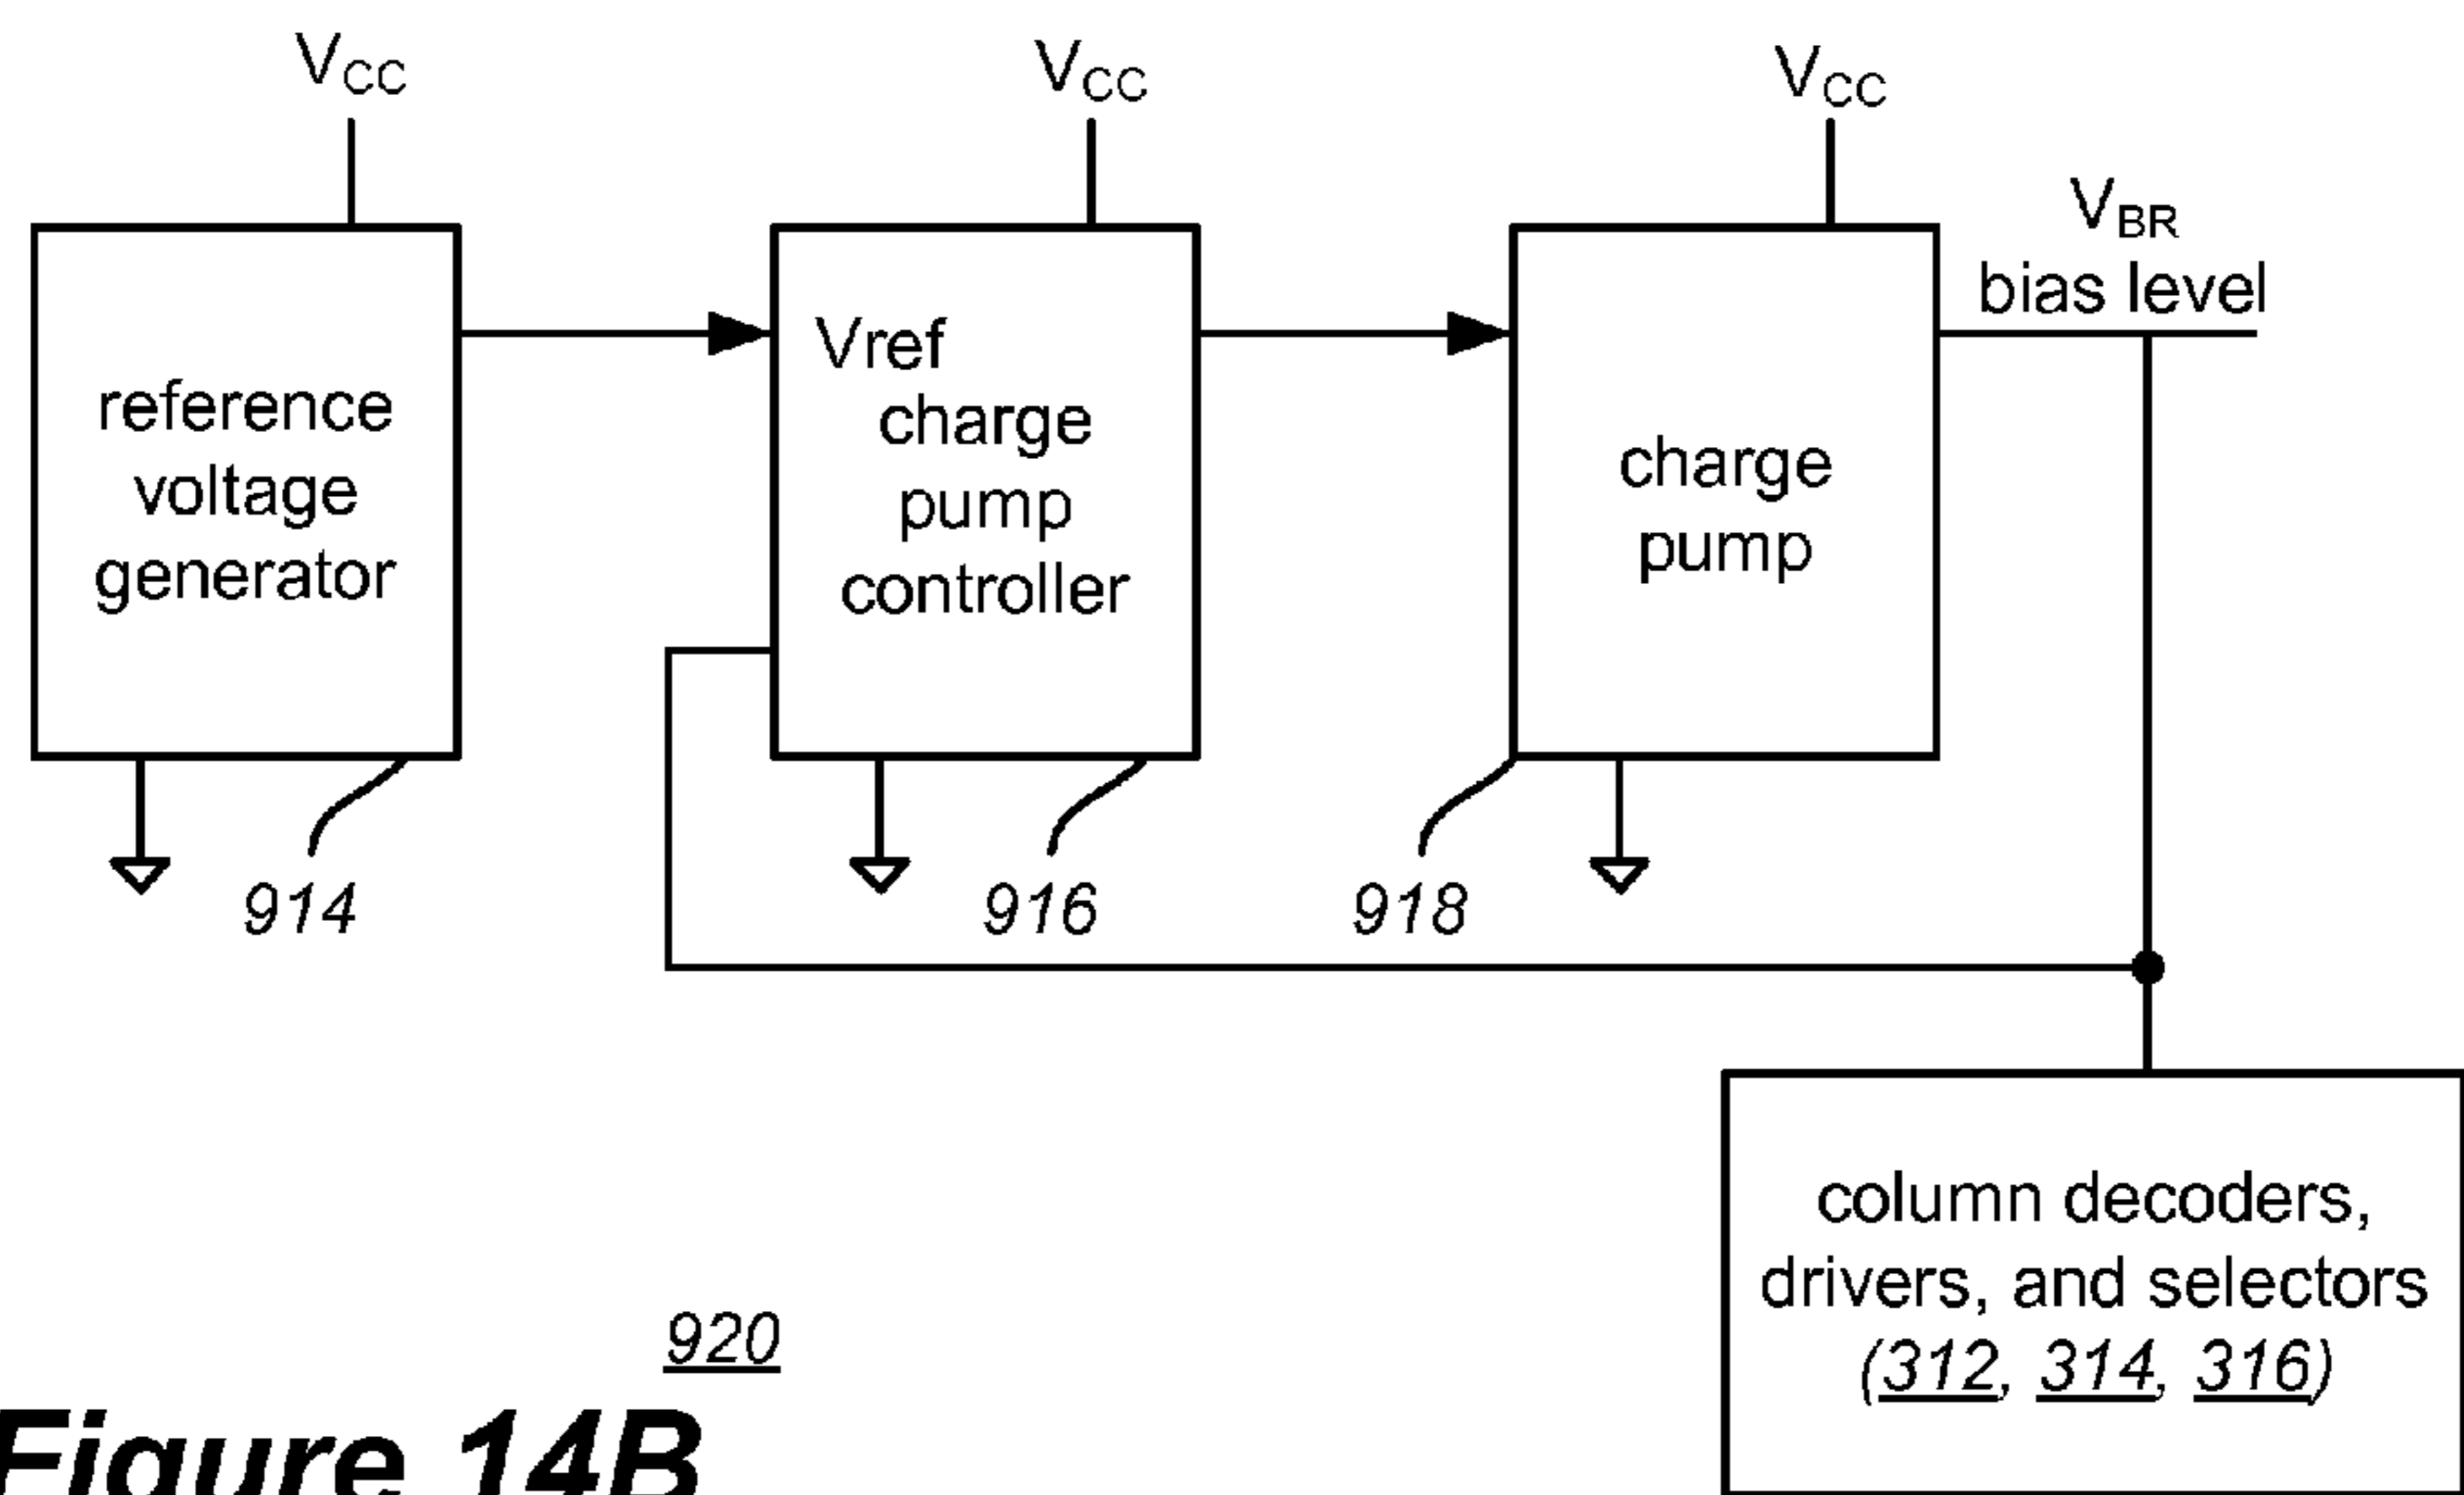 VCC
VCC
VCC
VBR
bias level
reference
voltage
generator
Vref
charge
pump
controller
charge
pump
914
916
918
column decoders,
drivers, and selectors
(312, 314, 316)
920
Figure 14B